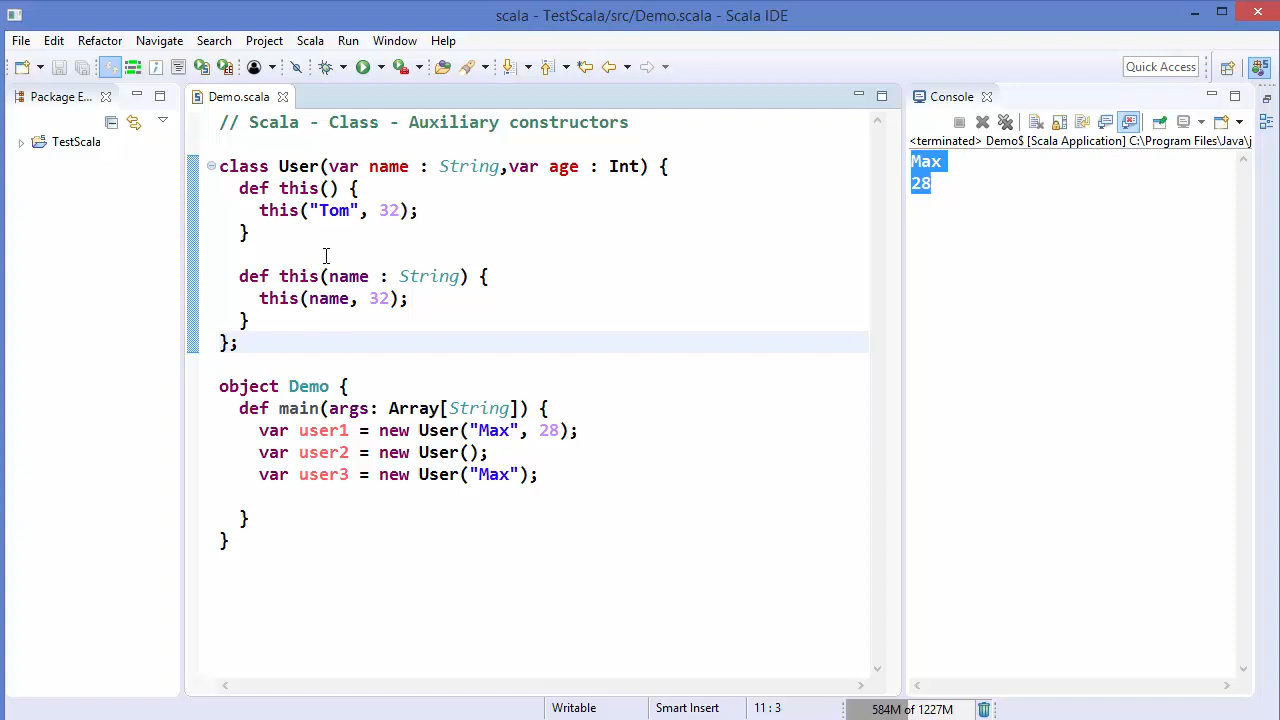 scala - TestScala/src/Demo.scala - Scala IDE
File Edit Refactor Navigate Search Project Scala Run Window Help
Quick Access
Package E...
TestScala
Demo.scala
// Scala - Class - Auxiliary constructors
class User(var name : String,var age : Int) {
def this() {
this("Tom", 32);
}
def this(name : String) {
this(name, 32);
}
};
object Demo {
def main(args: Array[String]) {
var user1 = new User("Max", 28);
var user2 = new User();
var user3 = new User("Max");
}
}
Console
<terminated> Demo$ [Scala Application] C:\Program Files\Java\j
Max
28
Writable Smart Insert 11 : 3 584M of 1227M